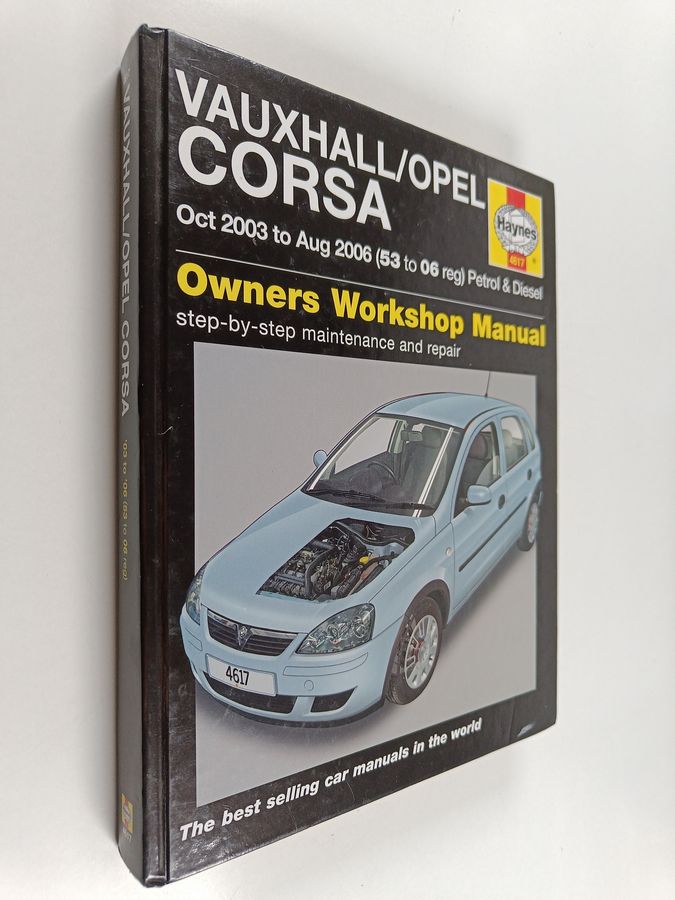 VAUXHALL/OPEL
CORSA
Oct 2003 to Aug 2006 (53 to 06 reg) Petrol & Diesel
Haynes
4617
Owners Workshop Manual
step-by-step maintenance and repair
4617
The best selling car manuals in the world
VAUXHALL/OPEL CORSA
'03 to '06 (53 to 06 reg)
4617